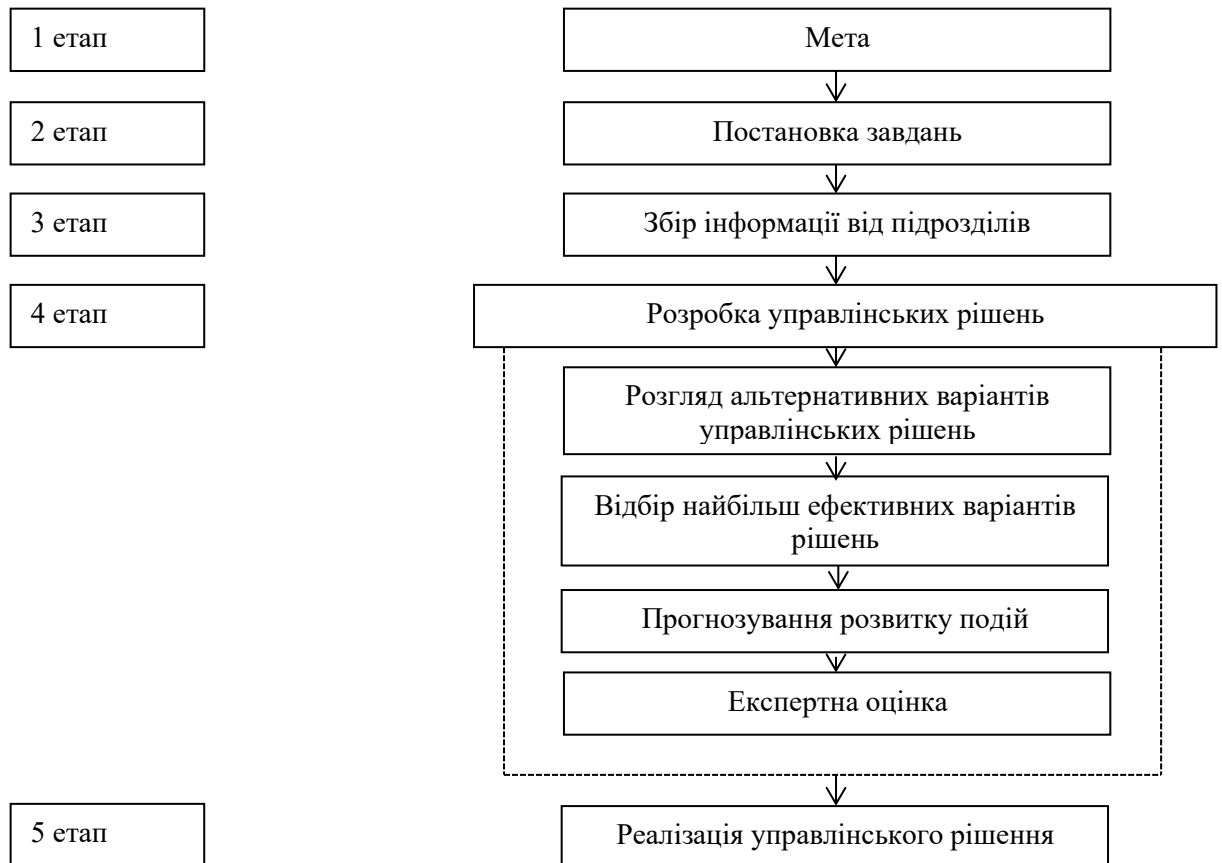 1 етап
Мета
2 етап
Постановка завдань
3 етап
Збір інформації від підрозділів
4 етап
Розробка управлінських рішень
Розгляд альтернативних варіантів
управлінських рішень
Відбір найбільш ефективних варіантів
рішень
Прогнозування розвитку подій
Експертна оцінка
5 етап
Реалізація управлінського рішення